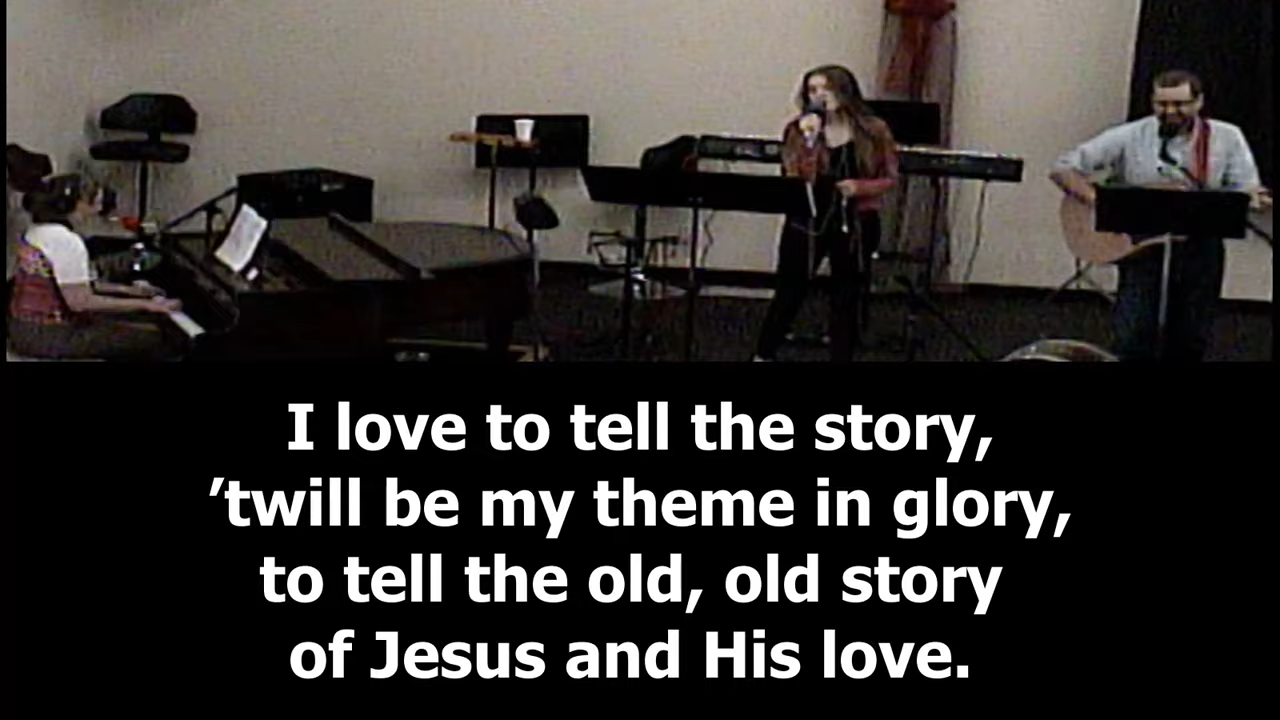 I love to tell the story,
’twill be my theme in glory,
to tell the old, old story
of Jesus and His love.